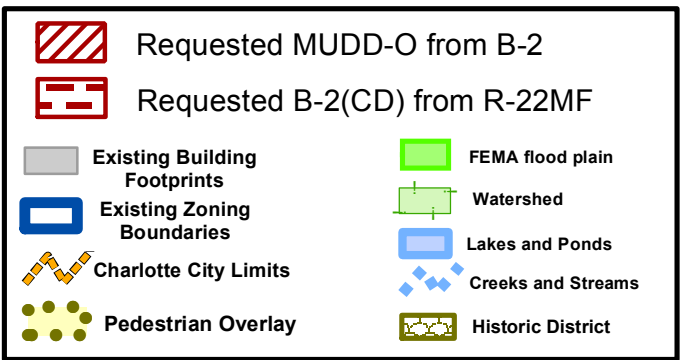 Requested MUDD-O from B-2
Requested B-2(CD) from R-22MF
Existing Building
Footprints
Existing Zoning
Boundaries
Charlotte City Limits
Pedestrian Overlay
FEMA flood plain
Watershed
Lakes and Ponds
Creeks and Streams
Historic District